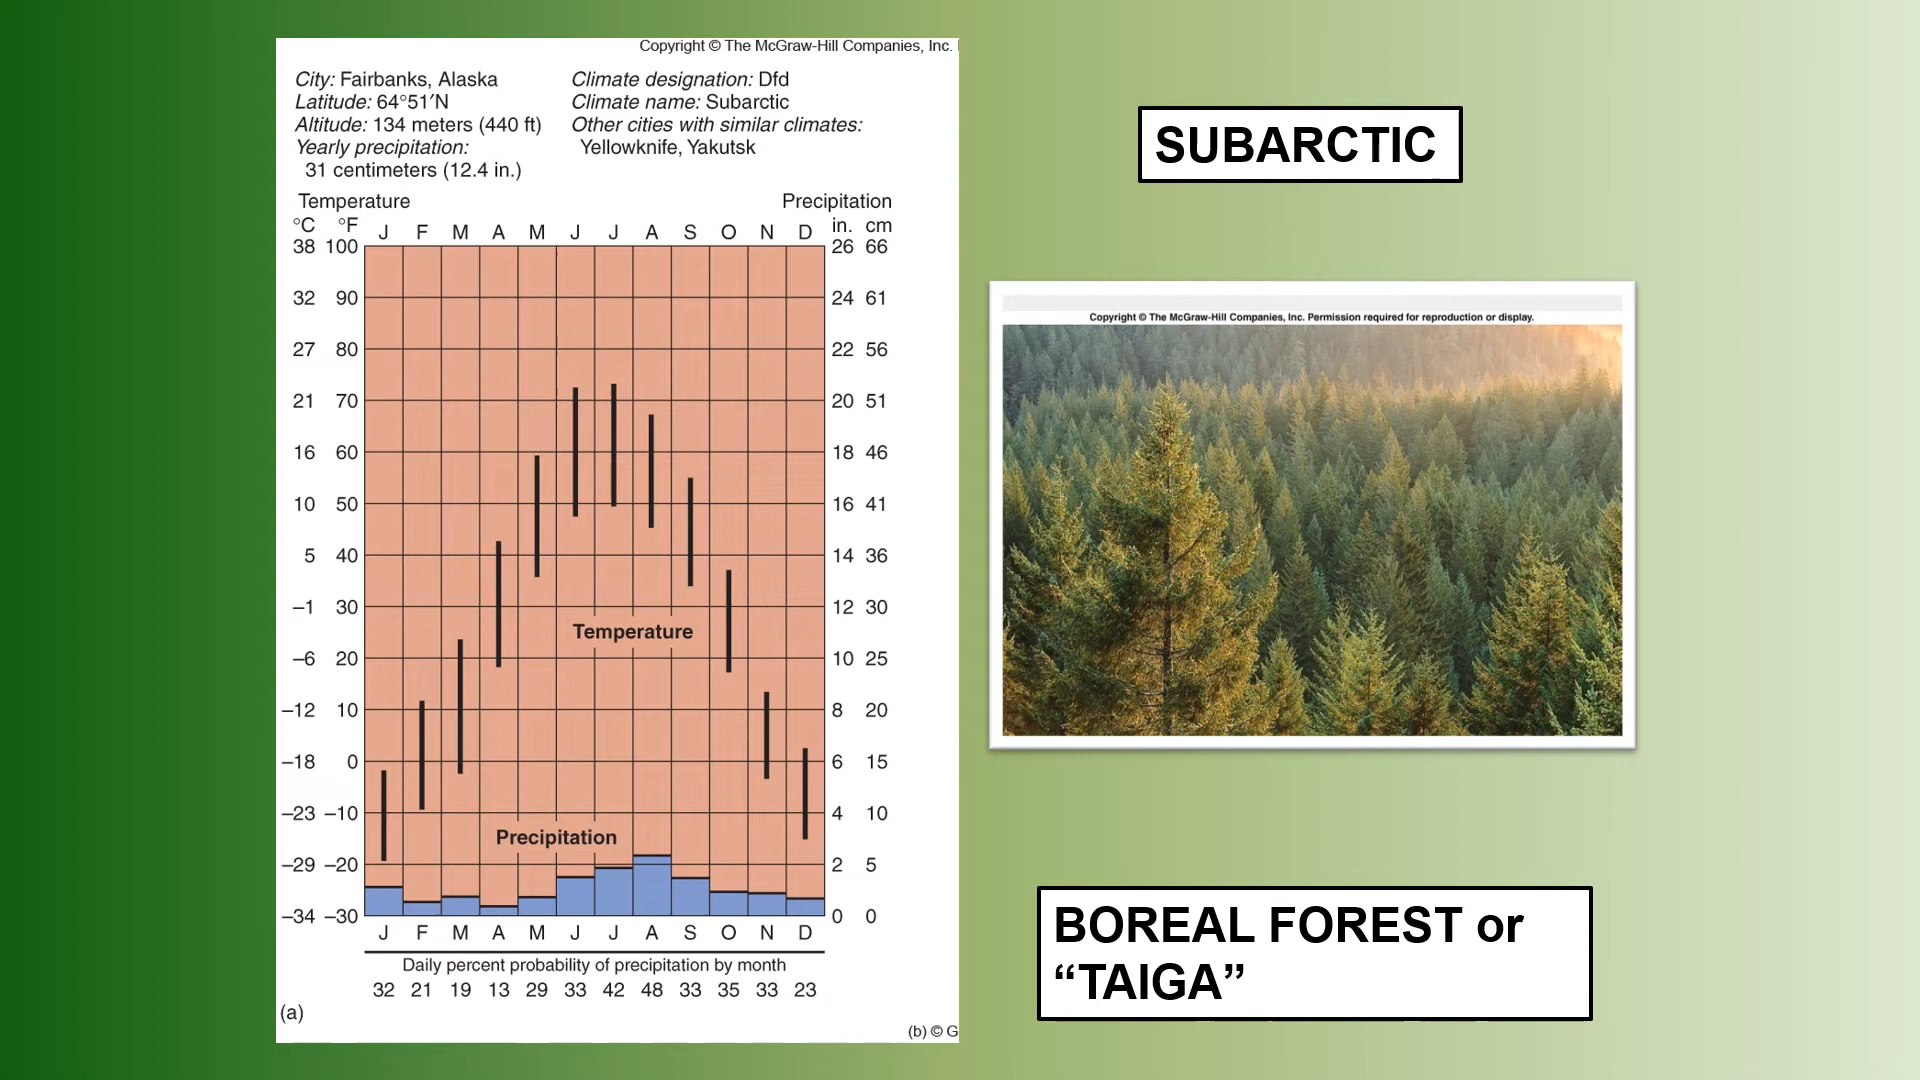 Copyright © The McGraw-Hill Companies, Inc.
City: Fairbanks, Alaska
Latitude: 64°51′N
Altitude: 134 meters (440 ft)
Yearly precipitation:
31 centimeters (12.4 in.)
Climate designation: Dfd
Climate name: Subarctic
Other cities with similar climates:
Yellowknife, Yakutsk
Temperature Precipitation
°C °F J F M A M J J A S O N D in. cm
38 100 26 66
32 90 24 61
27 80 22 56
21 70 20 51
16 60 18 46
10 50 16 41
5 40 14 36
–1 30 12 30
Temperature
–6 20 10 25
–12 10 8 20
–18 0 6 15
–23 –10 4 10
Precipitation
–29 –20 2 5
–34 –30 0 0
J F M A M J J A S O N D
Daily percent probability of precipitation by month
32 21 19 13 29 33 42 48 33 35 33 23
(a)
(b) © G
SUBARCTIC
Copyright © The McGraw-Hill Companies, Inc. Permission required for reproduction or display.
BOREAL FOREST or
“TAIGA”